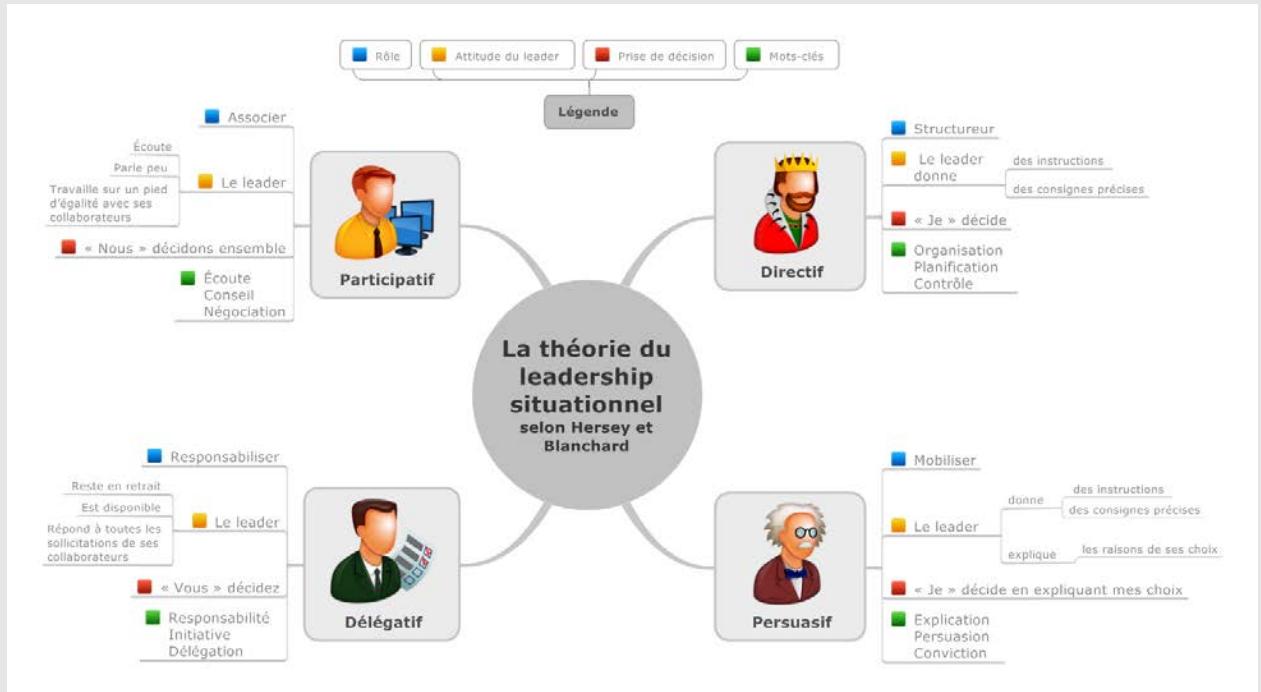 Rôle
Attitude du leader
Prise de décision
Mots-clés
Légende
Associer
Écoute
Parle peu
Travaille sur un pied
d'égalité avec ses
collaborateurs
Le leader
« Nous » décidons ensemble
Écoute
Conseil
Négociation
Participatif
Directif
Structureur
Le leader
donne
des instructions
des consignes précises
« Je » décide
Organisation
Planification
Contrôle
La théorie du
leadership
situationnel
selon Hersey et
Blanchard
Responsabiliser
Reste en retrait
Est disponible
Répond à toutes les
sollicitations de ses
collaborateurs
Le leader
« Vous » décidez
Responsabilité
Initiative
Délégation
Délégatif
Persuasif
Mobiliser
Le leader
donne
des instructions
des consignes précises
explique
les raisons de ses choix
« Je » décide en expliquant mes choix
Explication
Persuasion
Conviction